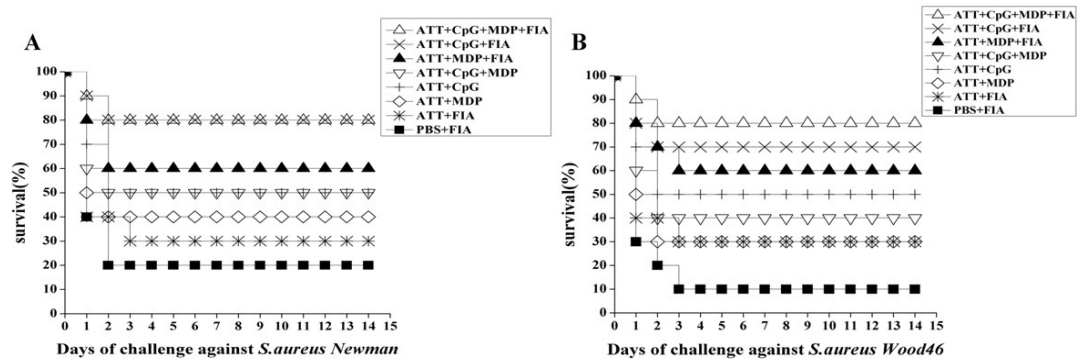 A
ATT+CpG+MDP+FIA
ATT+CpG+FIA
ATT+MDP+FIA
ATT+CpG+MDP
ATT+CpG
ATT+MDP
ATT+FIA
PBS+FIA
100
90
80
70
60
50
40
30
20
10
0
survival(%)
0 1 2 3 4 5 6 7 8 9 10 11 12 13 14 15
Days of challenge against S.aureus Newman
B
ATT+CpG+MDP+FIA
ATT+CpG+FIA
ATT+MDP+FIA
ATT+CpG+MDP
ATT+CpG
ATT+MDP
ATT+FIA
PBS+FIA
100
90
80
70
60
50
40
30
20
10
0
survival(%)
0 1 2 3 4 5 6 7 8 9 10 11 12 13 14 15
Days of challenge against S.aureus Wood46